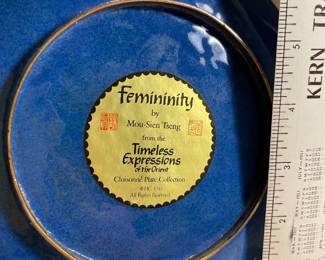 Femininity
by
Mou-Sien Tseng
from the
Timeless
Expressions
of the Orient
Cloisonné Plate Collection
All Rights Reserved
KERN TR
5
4
3
2